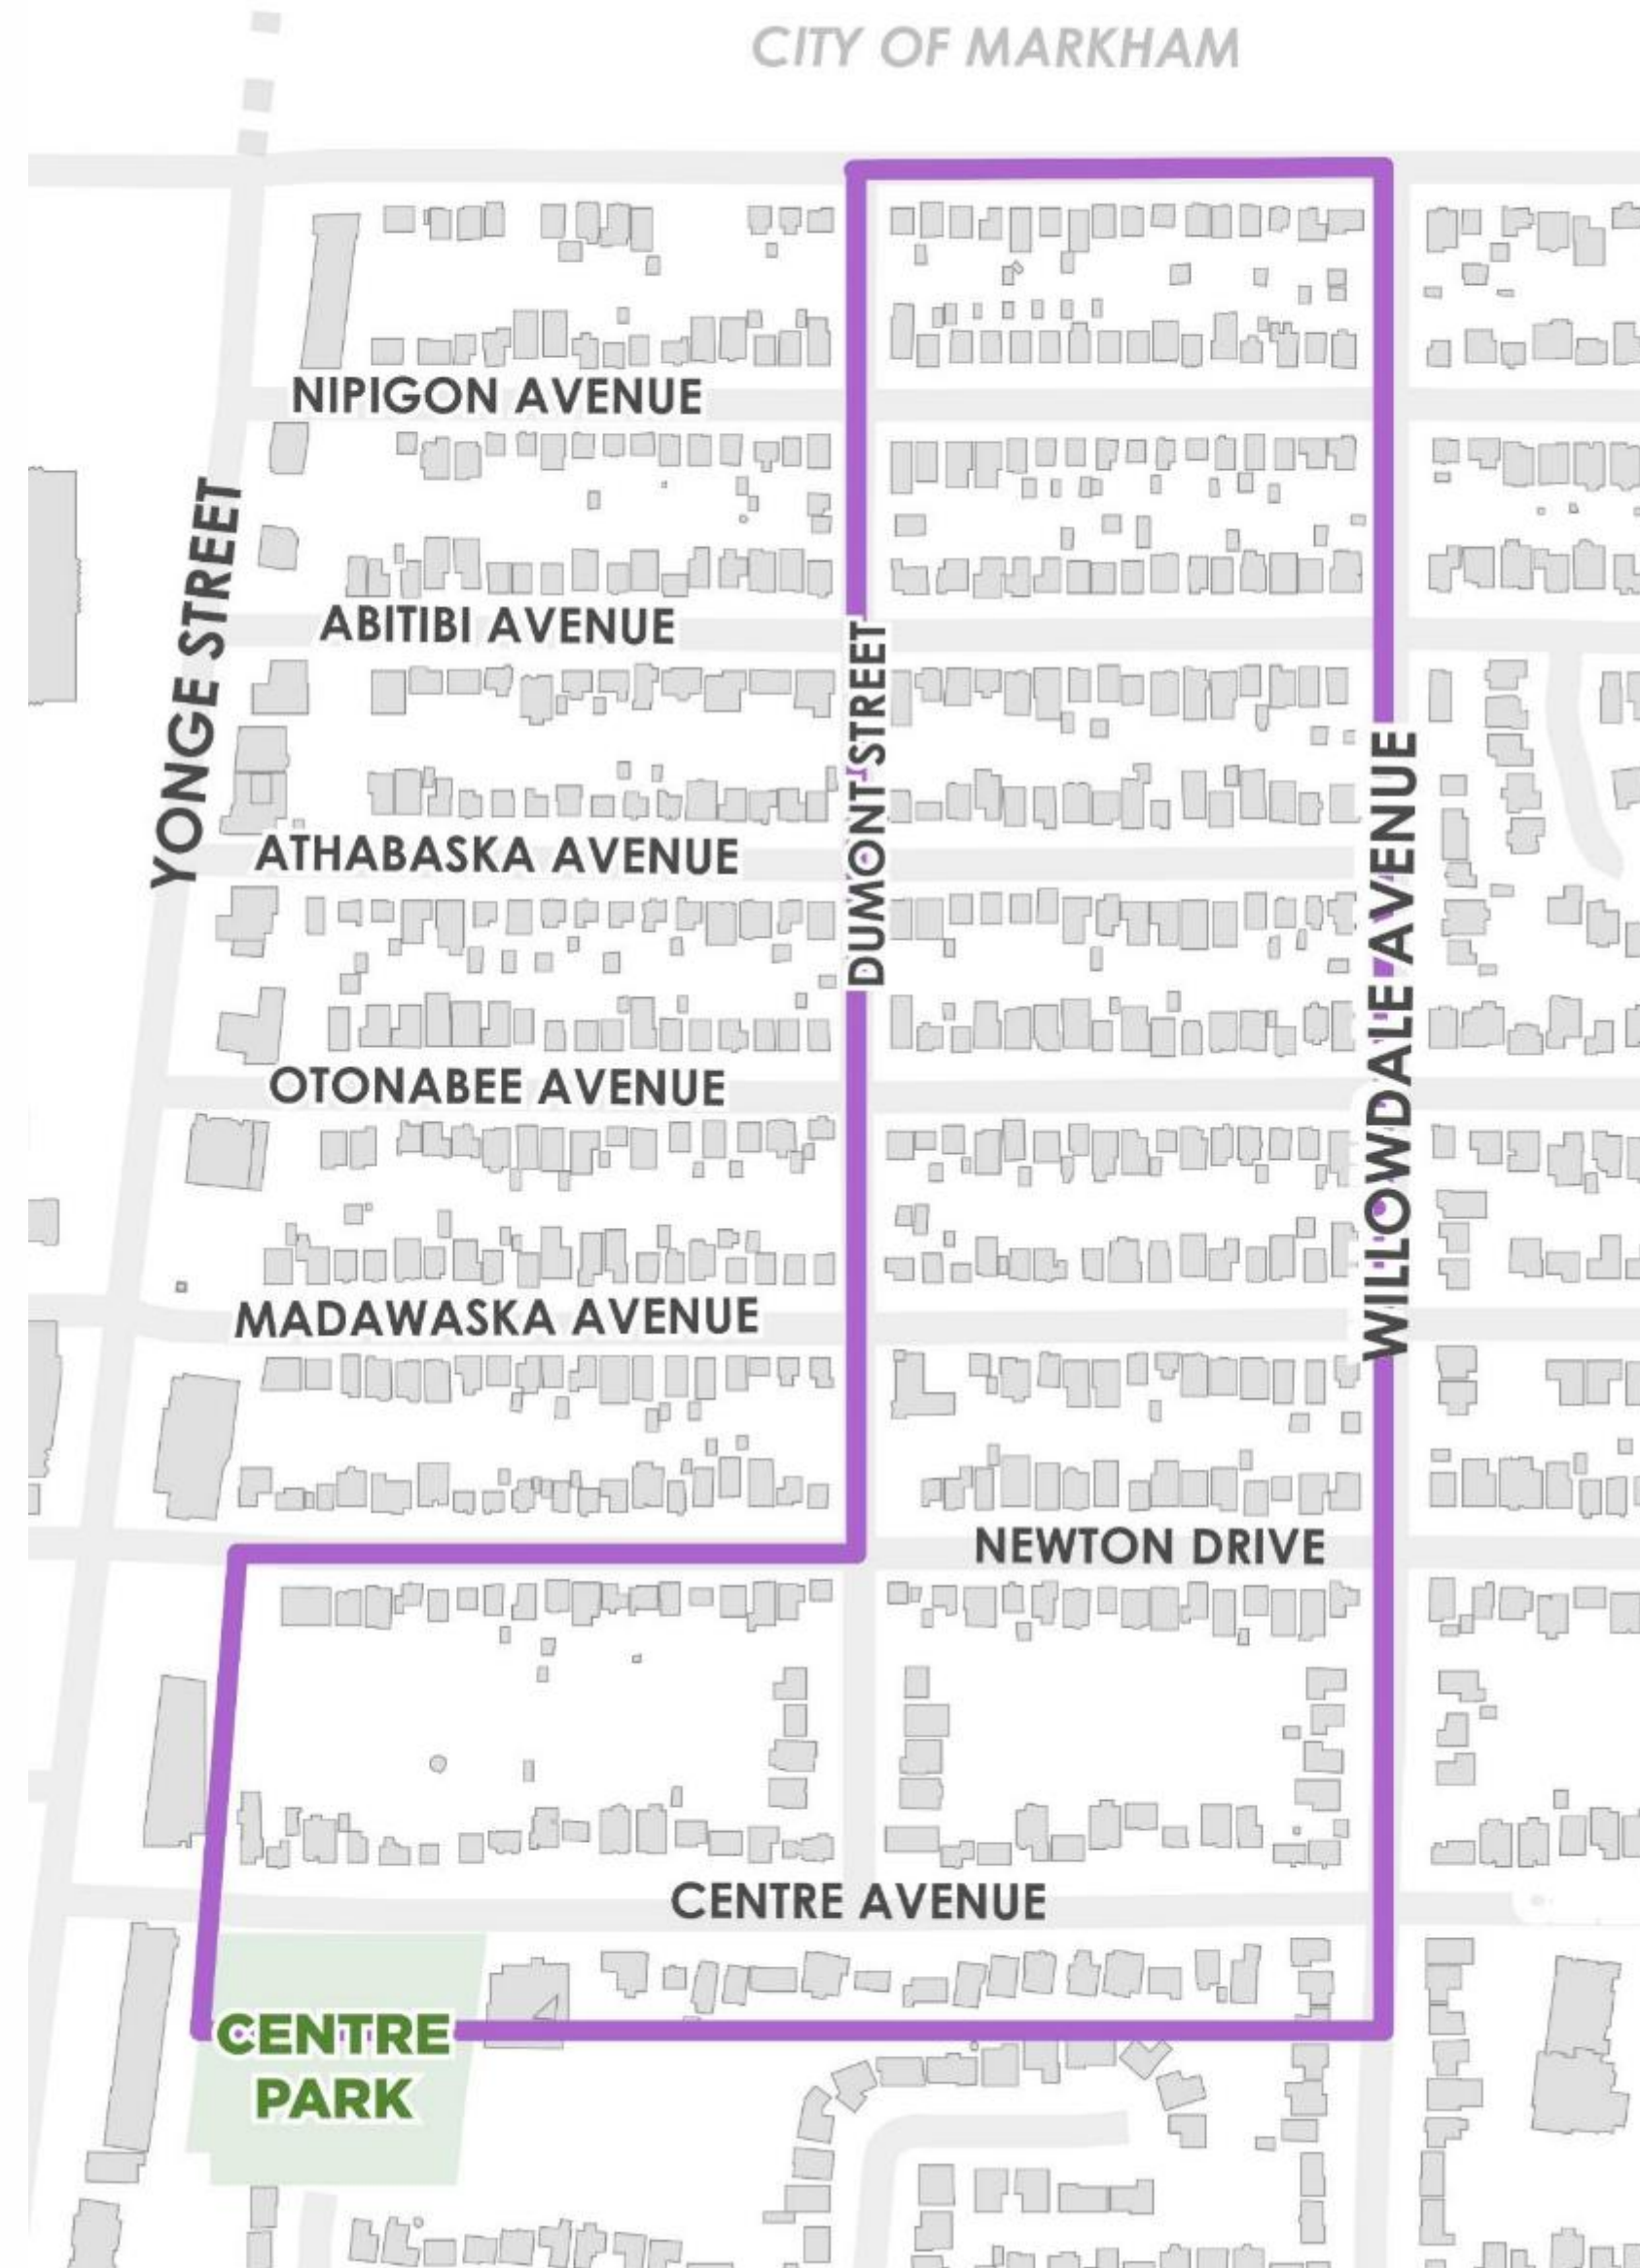 CITY OF MARKHAM
NIPIGON AVENUE
YONGE STREET
ABITIBI AVENUE
DUMONT STREET
WILLOWDALE AVENUE
ATHABASKA AVENUE
OTONABEE AVENUE
MADAWASKA AVENUE
NEWTON DRIVE
CENTRE AVENUE
CENTRE
PARK